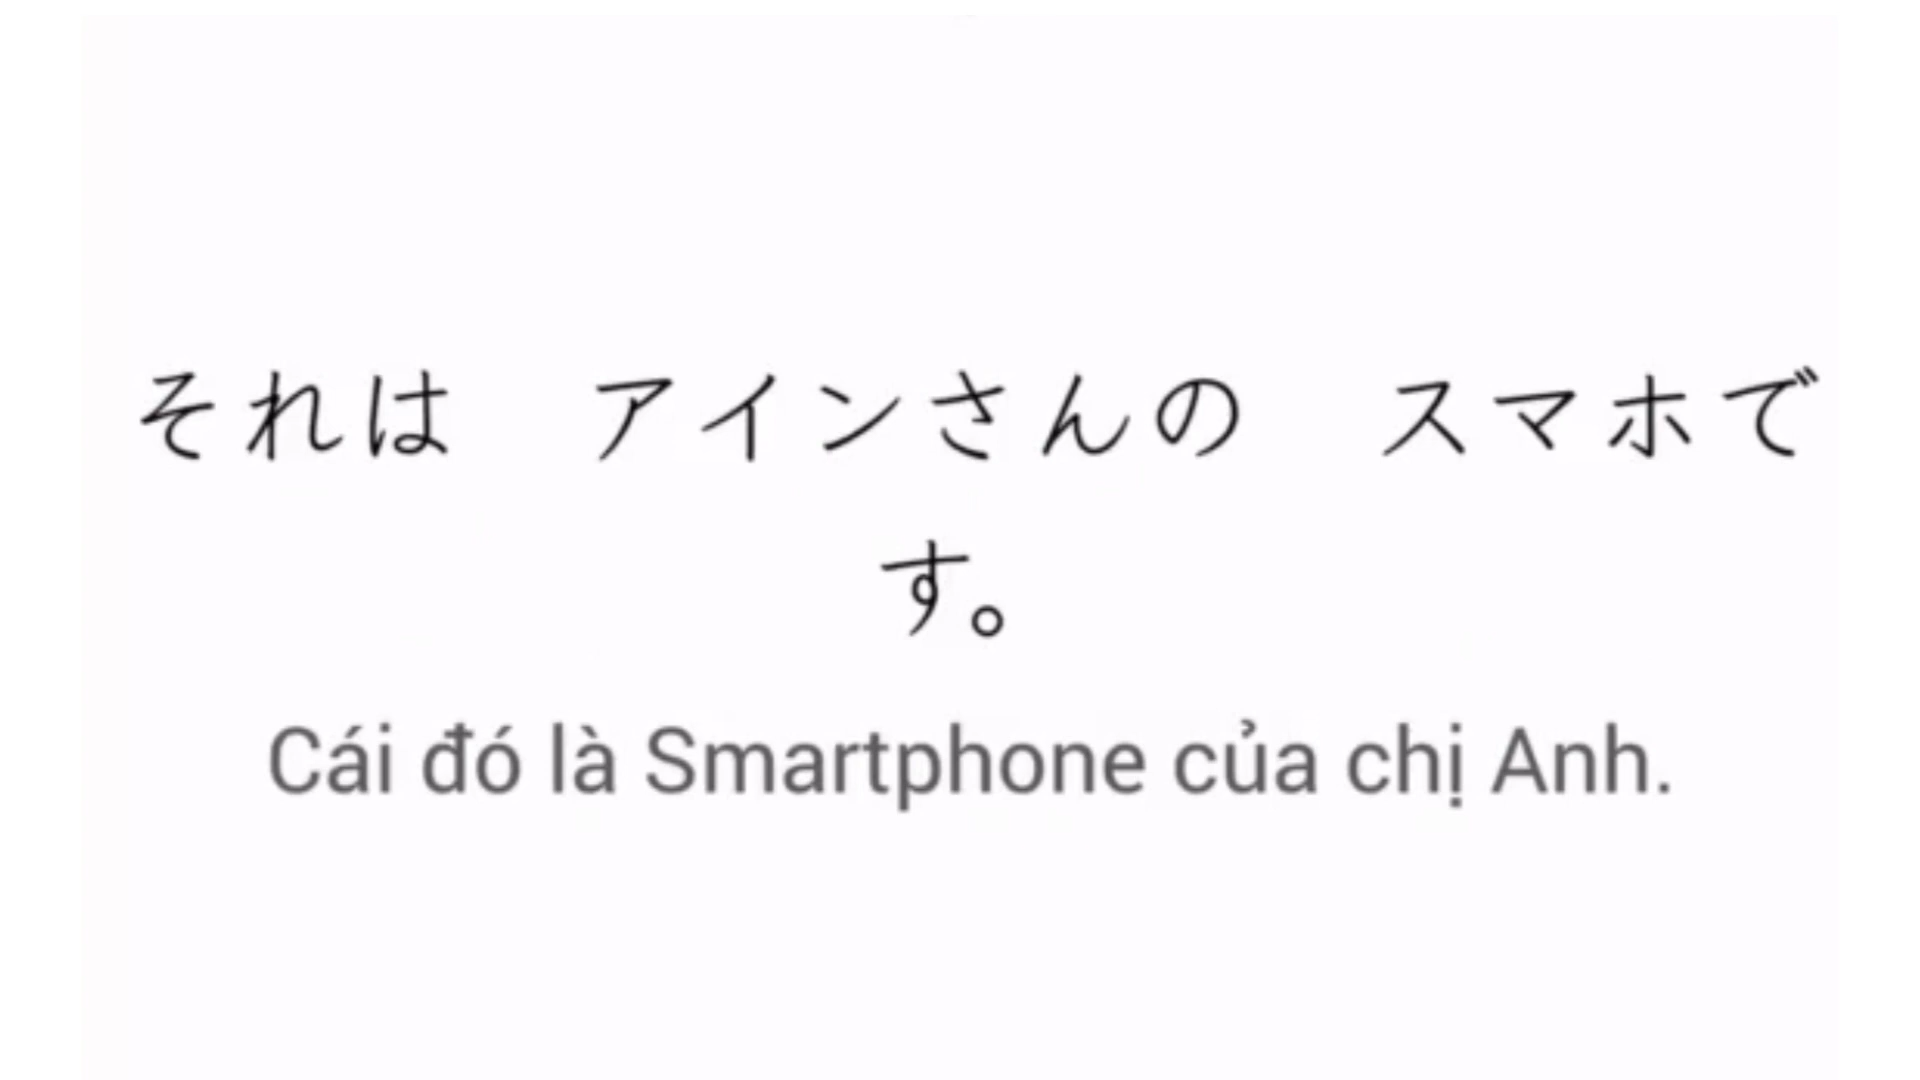 それは　アインさんの　スマホで
す。
Cái đó là Smartphone của chị Anh.